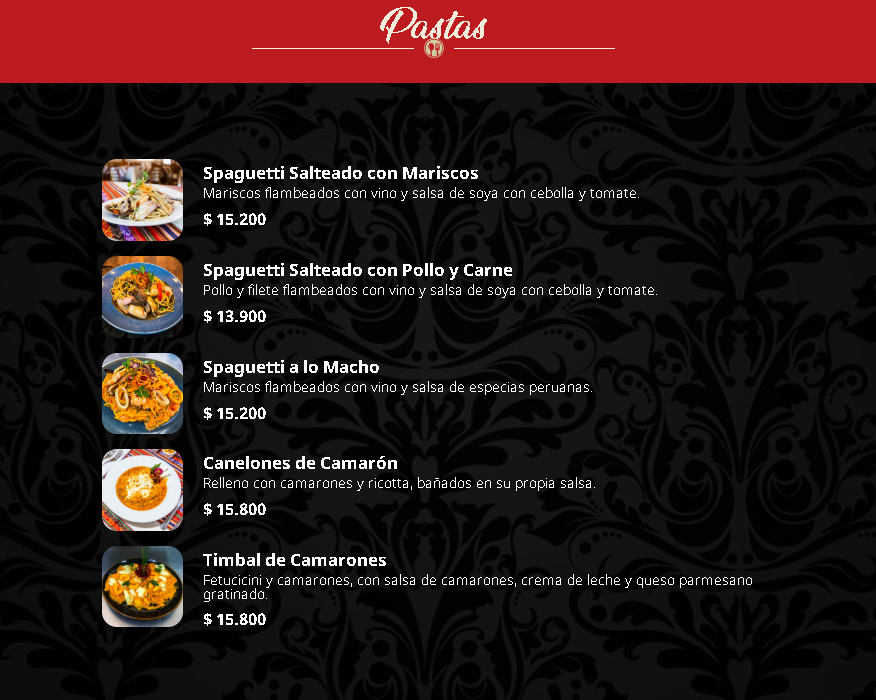 Pastas
Spaguetti Salteado con Mariscos
Mariscos flambeados con vino y salsa de soya con cebolla y tomate.
$ 15.200
Spaguetti Salteado con Pollo y Carne
Pollo y filete flambeados con vino y salsa de soya con cebolla y tomate.
$ 13.900
Spaguetti a lo Macho
Mariscos flambeados con vino y salsa de especias peruanas.
$ 15.200
Canelones de Camarón
Relleno con camarones y ricotta, bañados en su propia salsa.
$ 15.800
Timbal de Camarones
Fetucicini y camarones, con salsa de camarones, crema de leche y queso parmesano
gratinado.
$ 15.800